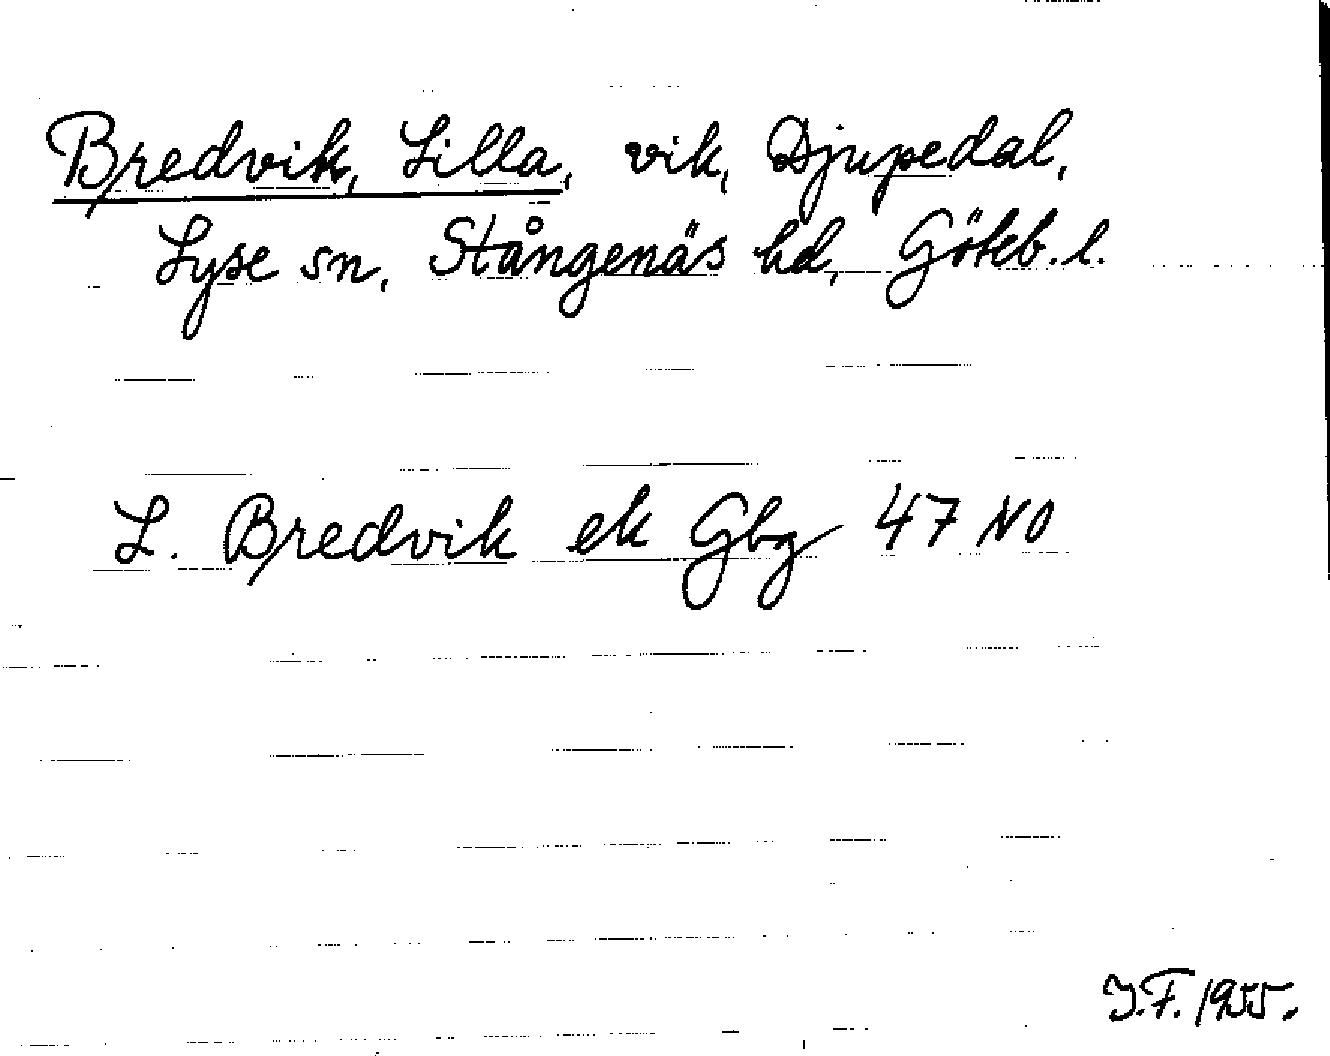 Bredvik, Lilla, vik, Djupedal,
Lyse sn, Stångenäs hd, Göteb. l.
L. Bredvik ek Gbg 47 NO
J.F. 1955.